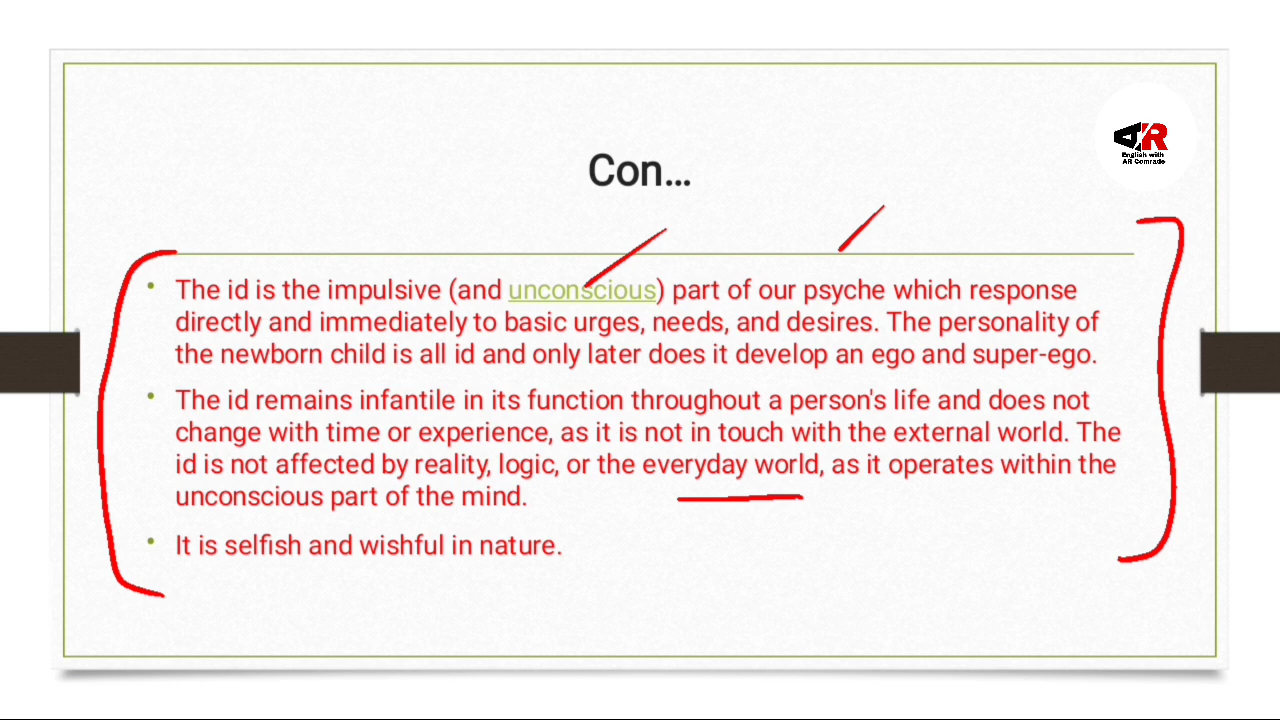 AR
English with
AR Comrade
Con...
• The id is the impulsive (and unconscious) part of our psyche which response
directly and immediately to basic urges, needs, and desires. The personality of
the newborn child is all id and only later does it develop an ego and super-ego.
• The id remains infantile in its function throughout a person's life and does not
change with time or experience, as it is not in touch with the external world. The
id is not affected by reality, logic, or the everyday world, as it operates within the
unconscious part of the mind.
• It is selfish and wishful in nature.